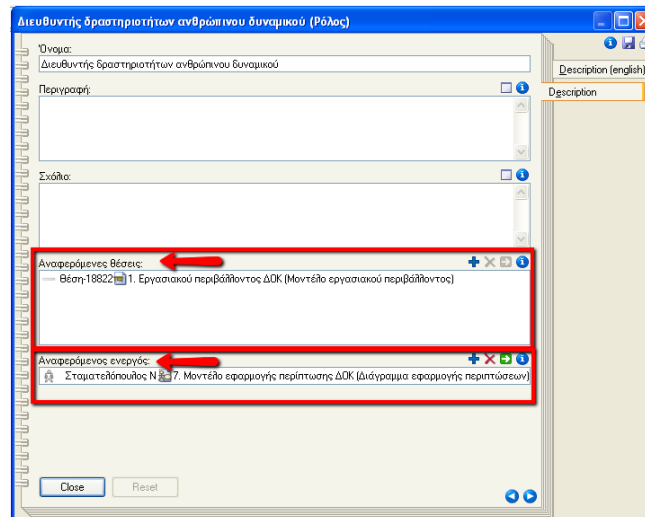 Διευθυντής δραστηριοτήτων ανθρώπινου δυναμικού (Ρόλος)
Όνομα:
Διευθυντής δραστηριοτήτων ανθρώπινου δυναμικού
Description (english)
Περιγραφή:
Description
Σχόλιο:
Αναφερόμενες θέσεις:
Θέση-18822 1. Εργασιακού περιβάλλοντος ΔΟΚ (Μοντέλο εργασιακού περιβάλλοντος)
Αναφερόμενος ενεργός:
Σταματελόπουλος Ν 7. Μοντέλο εφαρμογής περίπτωσης ΔΟΚ (Διάγραμμα εφαρμογής περιπτώσεων)
Close Reset